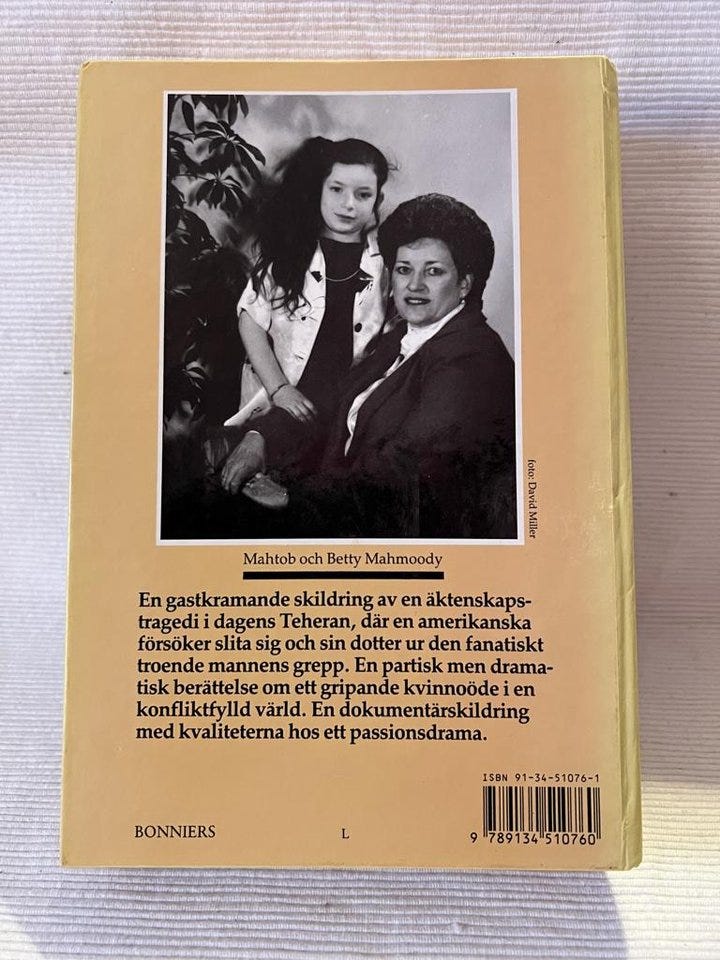 foto: David Miller
Mahtob och Betty Mahmoody
En gastkramande skildring av en äktenskaps-
tragedi i dagens Teheran, där en amerikanska
försöker slita sig och sin dotter ur den fanatiskt
troende mannens grepp. En partisk men drama-
tisk berättelse om ett gripande kvinnoöde i en
konfliktfylld värld. En dokumentärskildring
med kvaliteterna hos ett passionsdrama.
ISBN 91-34-51076-1
BONNIERS
L
9 789134 510760